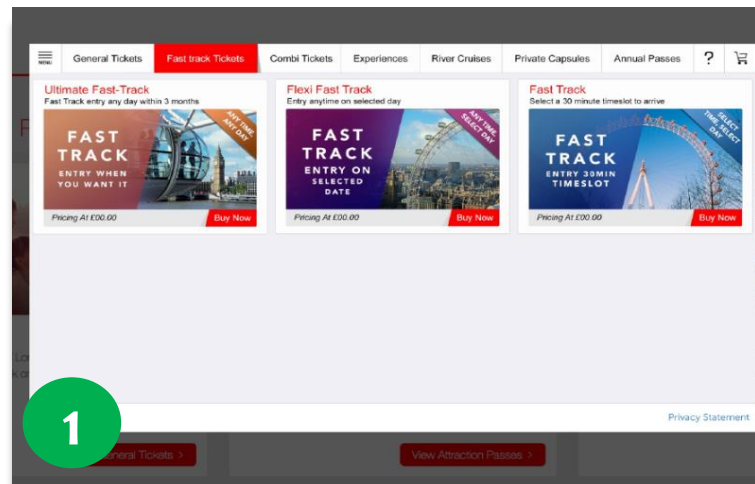 MENU
General Tickets
Fast track Tickets
Combi Tickets
Experiences
River Cruises
Private Capsules
Annual Passes
?
Ultimate Fast-Track
Fast Track entry any day within 3 months
FAST
TRACK
ENTRY WHEN
YOU WANT IT
ANY TIME
ANY DAY
Pricing At £00.00
Buy Now
Flexi Fast Track
Entry anytime on selected day
FAST
TRACK
ENTRY ON
SELECTED
DATE
ANY TIME,
SELECT DAY
Pricing At £00.00
Buy Now
Fast Track
Select a 30 minute timeslot to arrive
FAST
TRACK
ENTRY 30MIN
TIMESLOT
SELECT
TIME, SELECT
DAY
Pricing At £00.00
Buy Now
Privacy Statement
1
General Tickets >
View Attraction Passes >